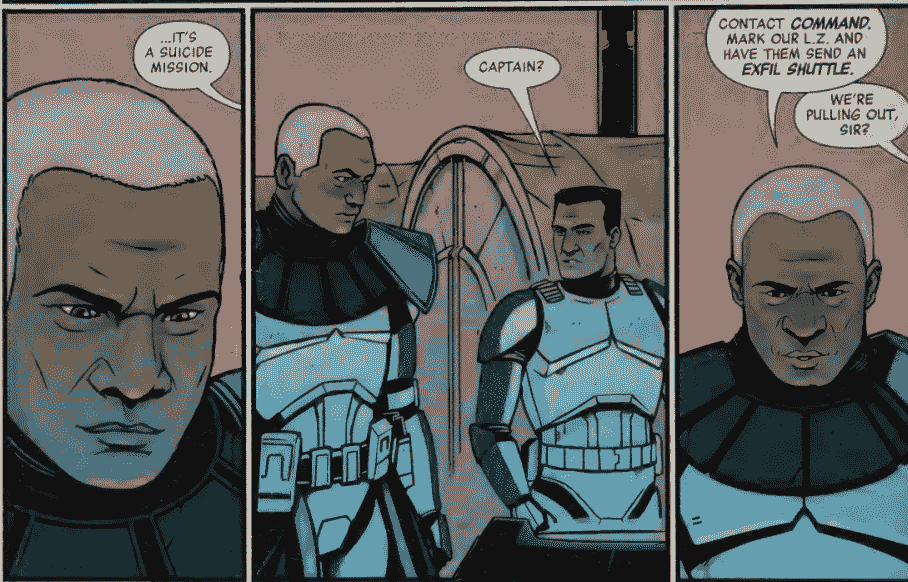 ...IT'S
A SUICIDE
MISSION.
CAPTAIN?
CONTACT COMMAND.
MARK OUR L.Z. AND
HAVE THEM SEND AN
EXFIL SHUTTLE.
WE'RE
PULLING OUT,
SIR?